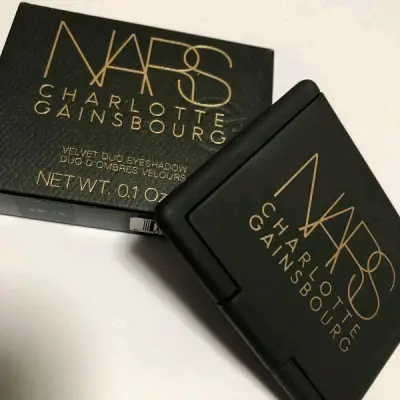 NARS
CHARLOTTE
GAINSBOURG
VELVET DUO EYESHADOW
DUO D'OMBRES VELOURS
NET WT. 0.1 Oz
NARS
CHARLOTTE
GAINSBOURG